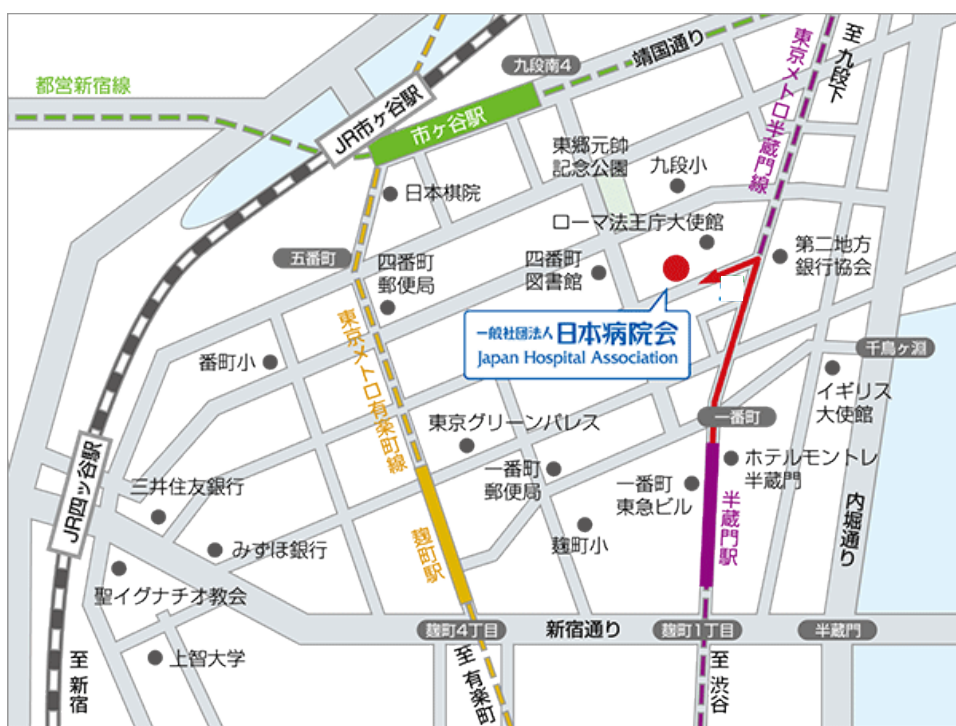 都営新宿線
JR市ヶ谷駅
市ヶ谷駅
九段南4
靖国通り
東京メトロ半蔵門線
至 九段下
日本棋院
東郷元帥
記念公園
九段小
ローマ法王庁大使館
第二地方
銀行協会
五番町
四番町
郵便局
四番町
図書館
一般社団法人 日本病院会
Japan Hospital Association
千鳥ヶ淵
番町小
東京メトロ有楽町線
イギリス
大使館
一番町
東京グリーンパレス
JR四ッ谷駅
三井住友銀行
一番町
郵便局
一番町
東急ビル
ホテルモントレ
半蔵門
内堀通り
みずほ銀行
麹町駅
麹町小
半蔵門駅
聖イグナチオ教会
麹町4丁目
新宿通り
麹町1丁目
半蔵門
上智大学
至 新宿
至 有楽町
至 渋谷